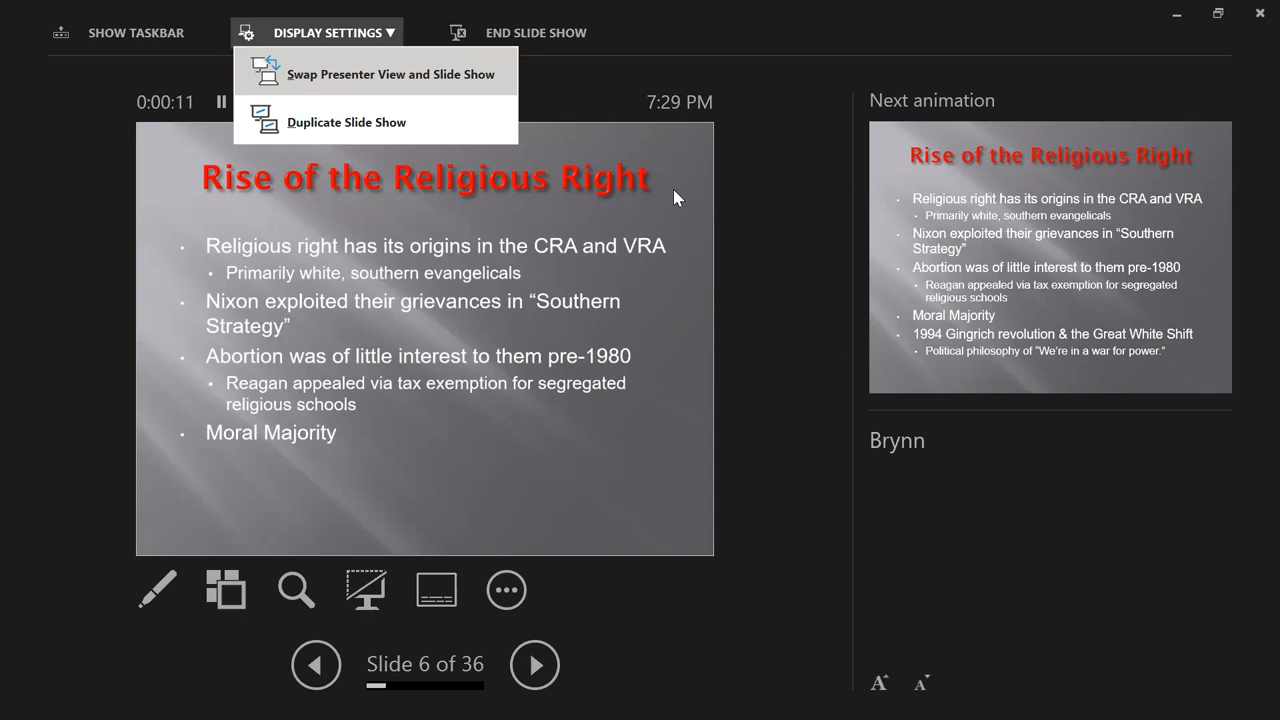 SHOW TASKBAR
DISPLAY SETTINGS ▼
END SLIDE SHOW
Swap Presenter View and Slide Show
Duplicate Slide Show
0:00:11
7:29 PM
Rise of the Religious Right
• Religious right has its origins in the CRA and VRA
• Primarily white, southern evangelicals
• Nixon exploited their grievances in “Southern
Strategy”
• Abortion was of little interest to them pre-1980
• Reagan appealed via tax exemption for segregated
religious schools
• Moral Majority
Slide 6 of 36
Next animation
Rise of the Religious Right
• Religious right has its origins in the CRA and VRA
• Primarily white, southern evangelicals
• Nixon exploited their grievances in “Southern
Strategy”
• Abortion was of little interest to them pre-1980
• Reagan appealed via tax exemption for segregated
religious schools
• Moral Majority
• 1994 Gingrich revolution & the Great White Shift
• Political philosophy of “We’re in a war for power.”
Brynn
A A